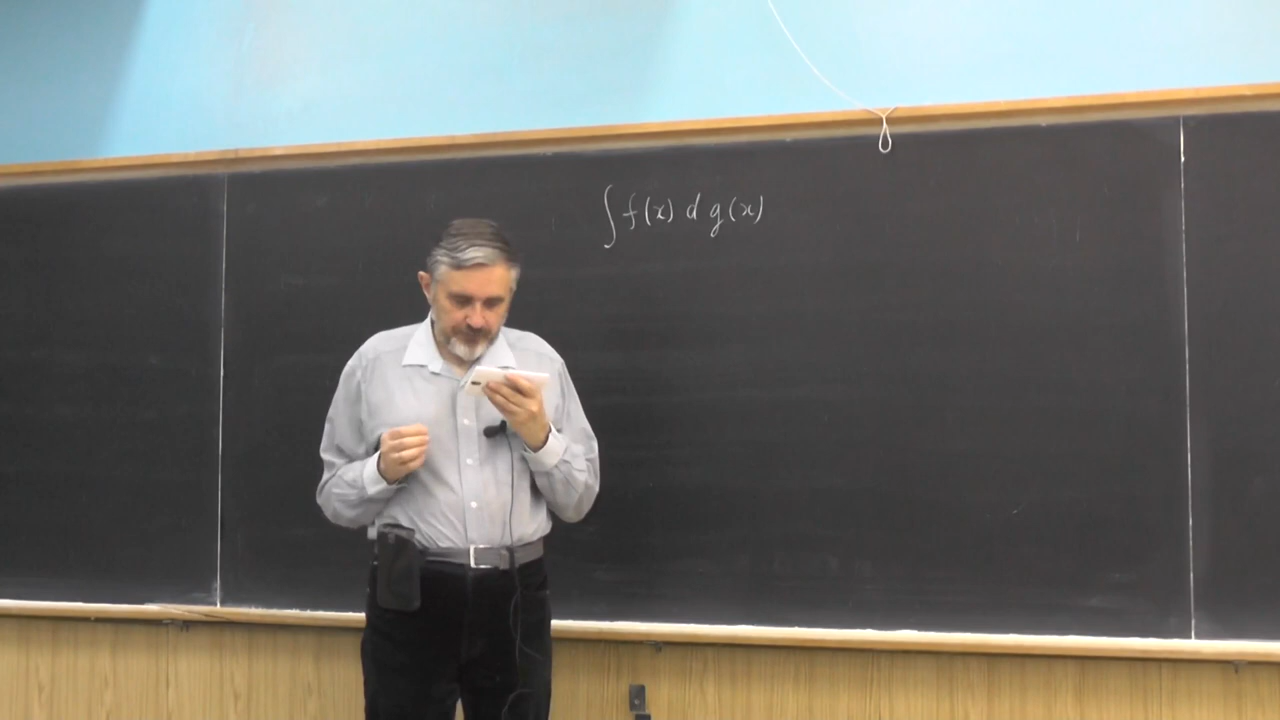 ∫ f(x) d g(x)